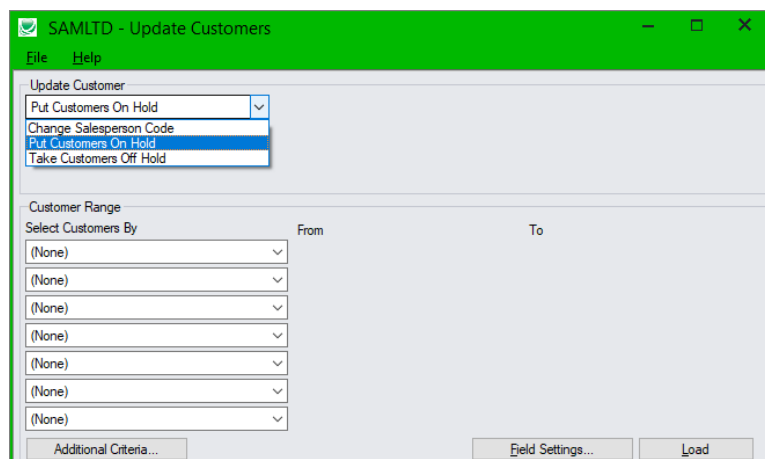 SAMLTD - Update Customers
File Help
Update Customer
Put Customers On Hold
Change Salesperson Code
Put Customers On Hold
Take Customers Off Hold
Customer Range
Select Customers By From To
(None)
(None)
(None)
(None)
(None)
(None)
(None)
Additional Criteria... Field Settings... Load